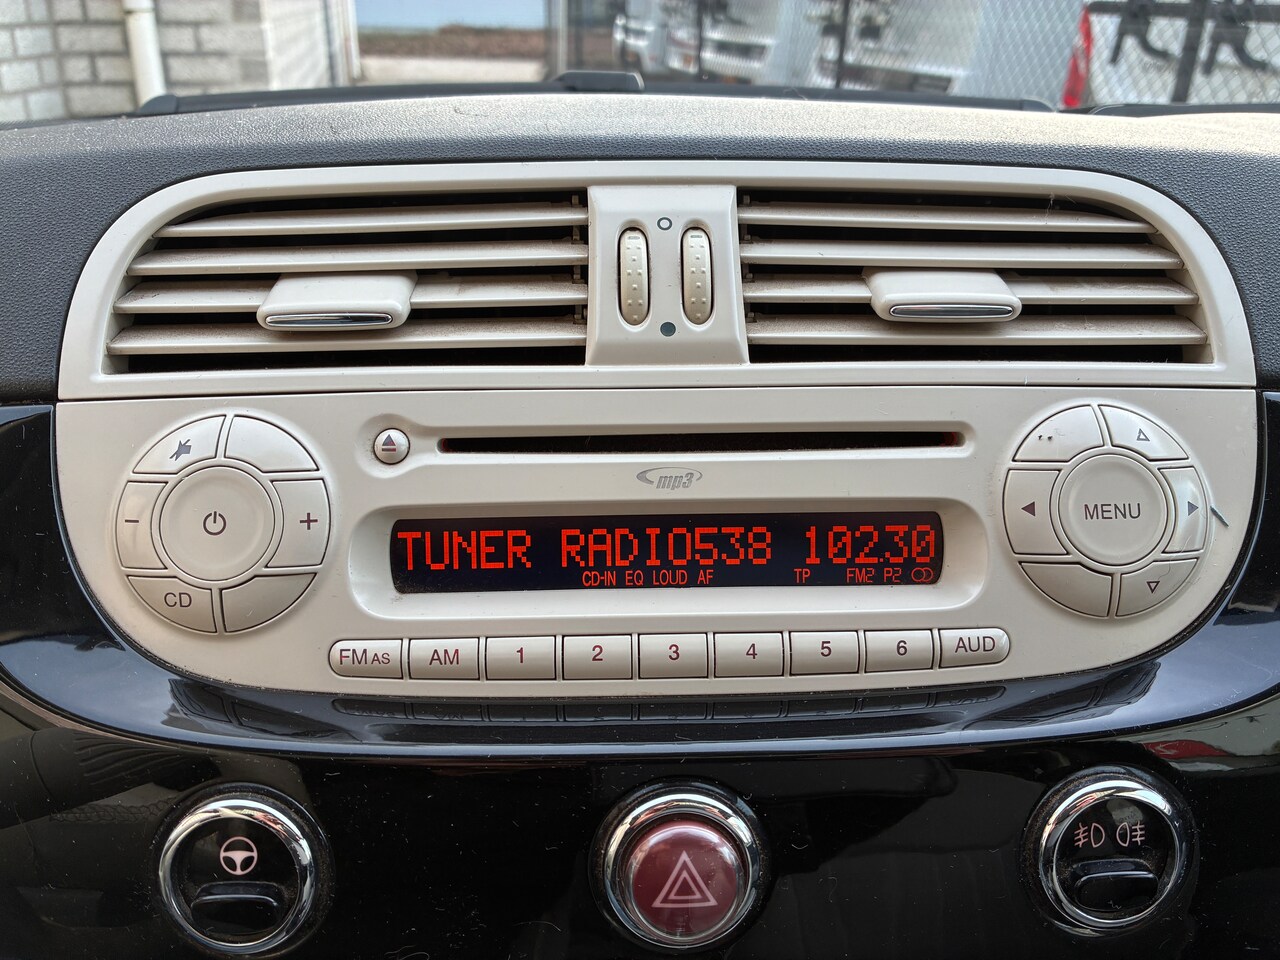 mp3
TUNER RADIO538 102.30
CD-IN EQ LOUD AF TP FM2 P2
MENU
CD
FM AS AM 1 2 3 4 5 6 AUD